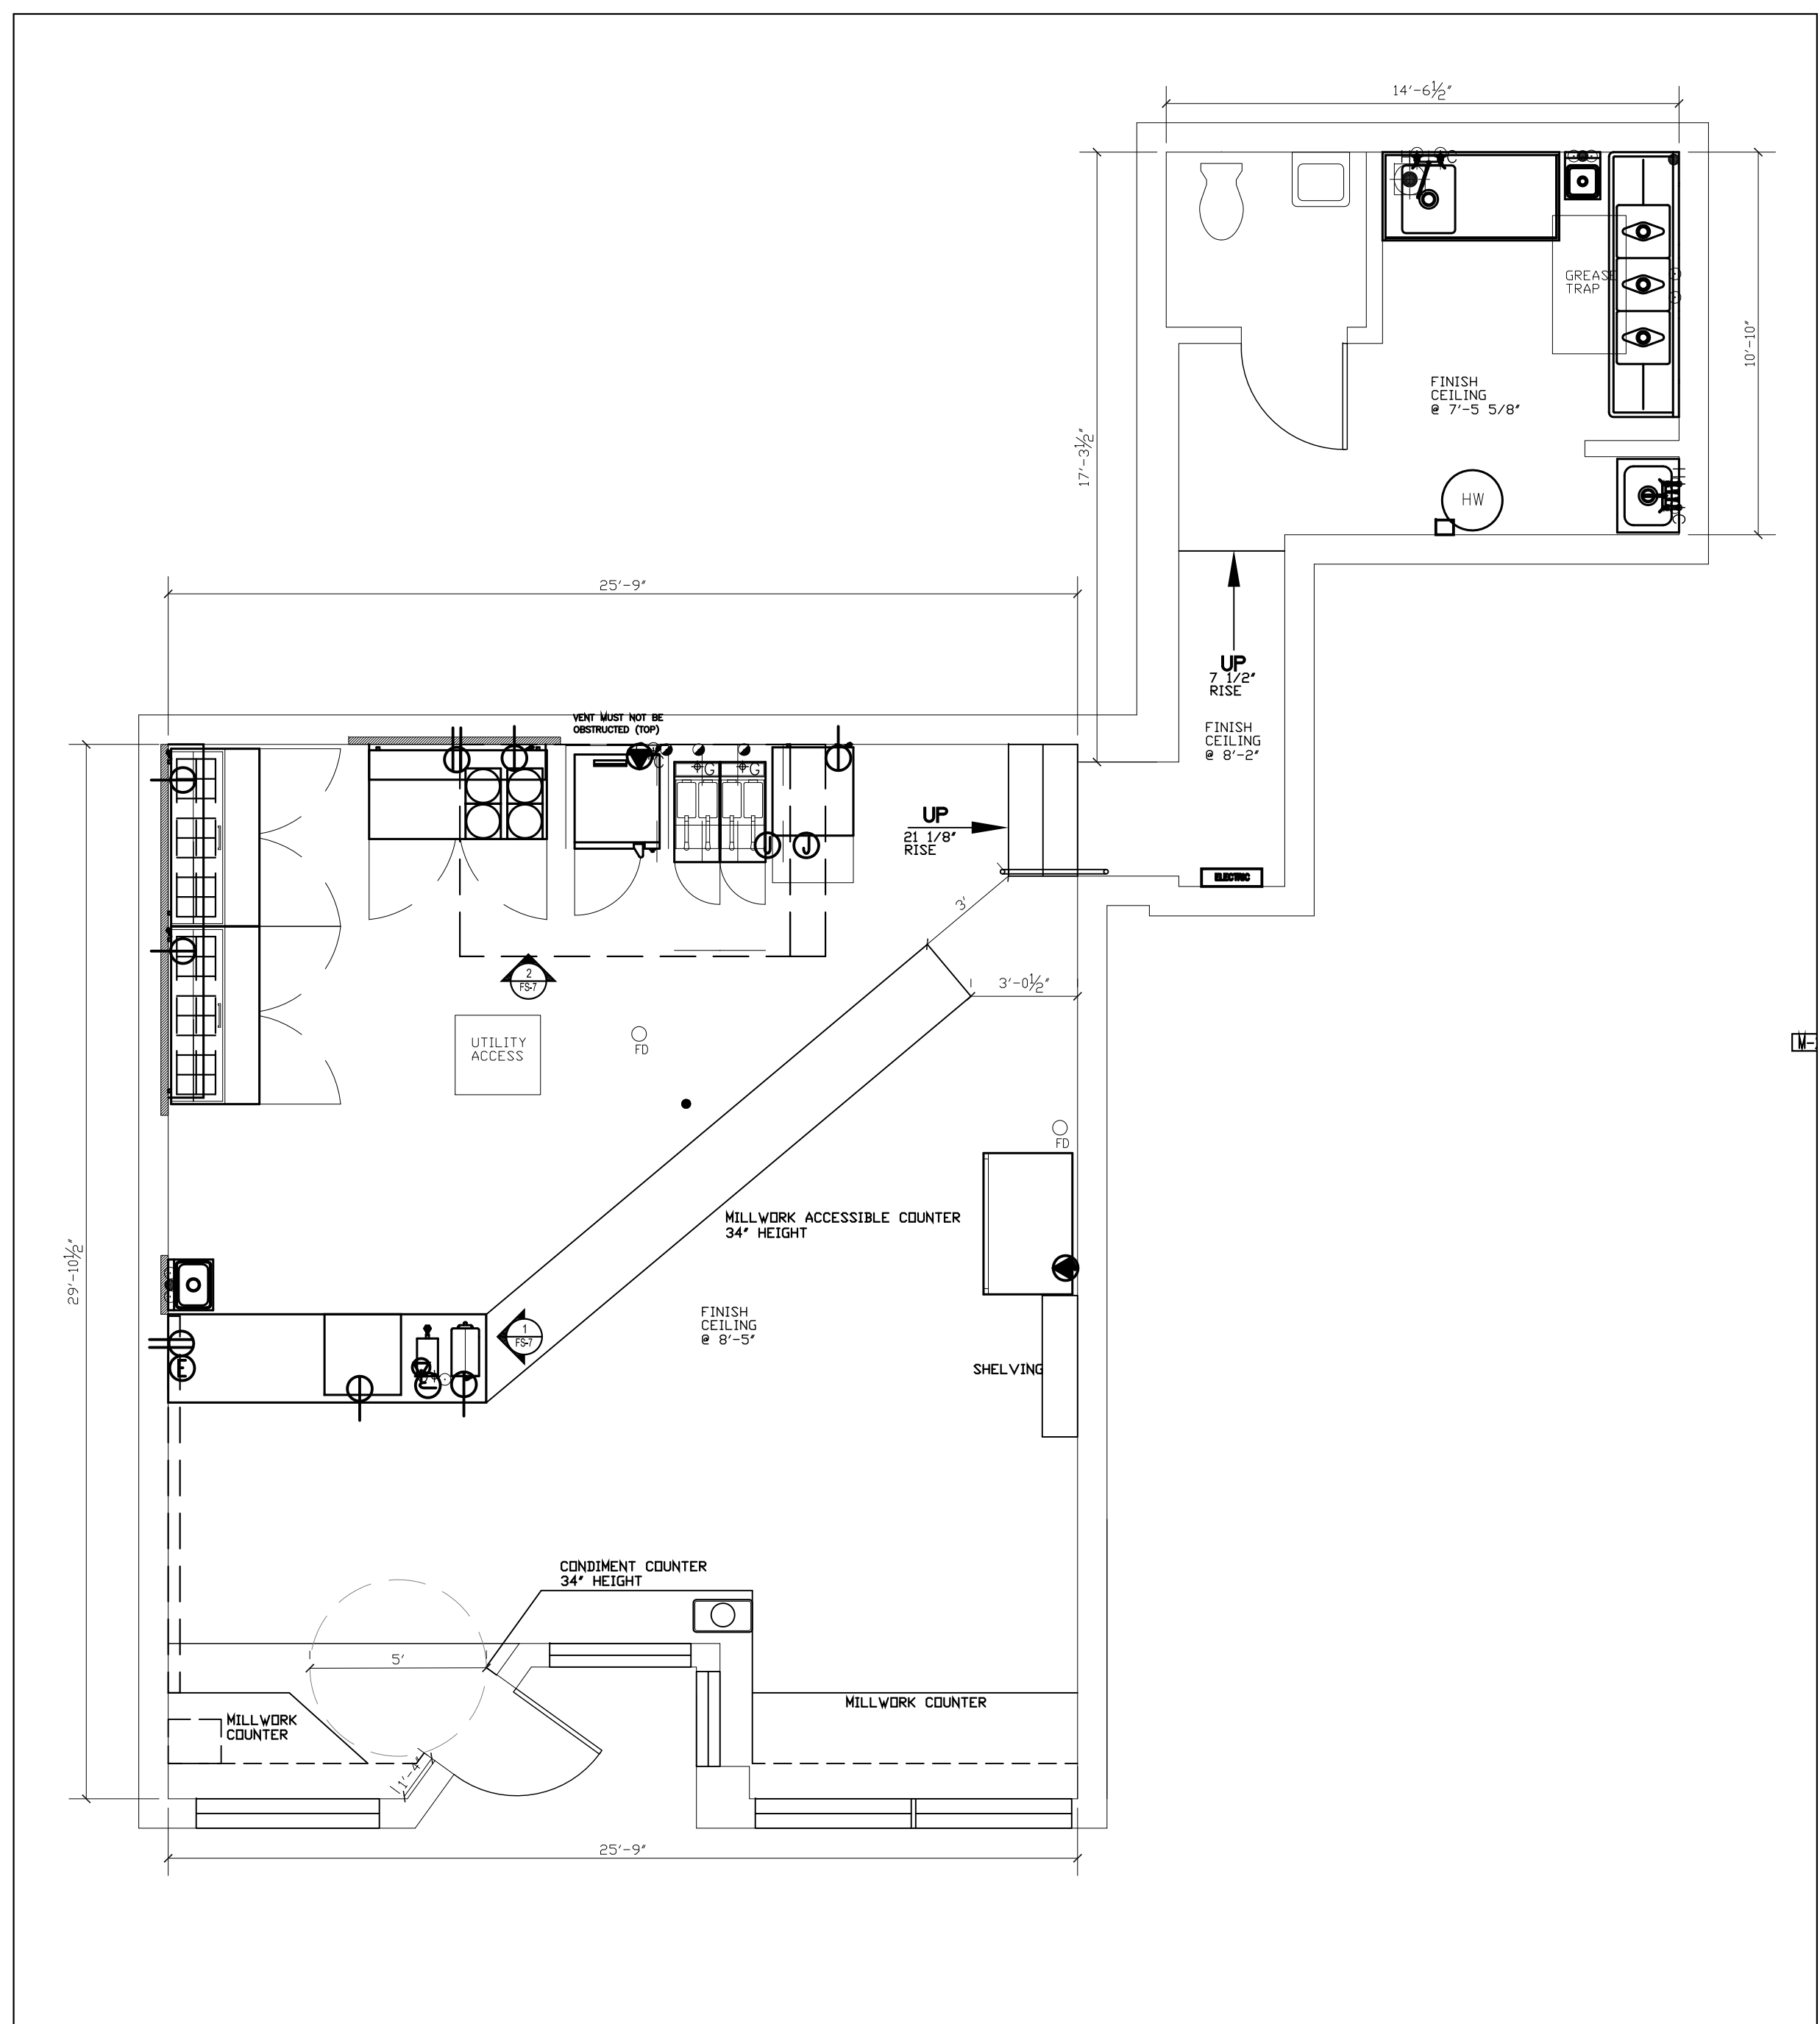 14'-6½"
C
GREASE
TRAP
10'-10"
FINISH
CEILING
@ 7'-5 5/8"
17'-3½"
H
HW
C
25'-9"
UP
7 1/2"
RISE
VENT MUST NOT BE
OBSTRUCTED (TOP)
FINISH
CEILING
@ 8'-2"
C
G
G
UP
21 1/8"
RISE
J
J
ELECTRIC
3'
2
FS-7
3'-0½"
UTILITY
ACCESS
FD
M-
FD
MILLWORK ACCESSIBLE COUNTER
34" HEIGHT
29'-10½"
FINISH
CEILING
@ 8'-5"
1
FS-7
E
J
SHELVING
CONDIMENT COUNTER
34" HEIGHT
5'
MILLWORK
COUNTER
MILLWORK COUNTER
1'-4"
25'-9"